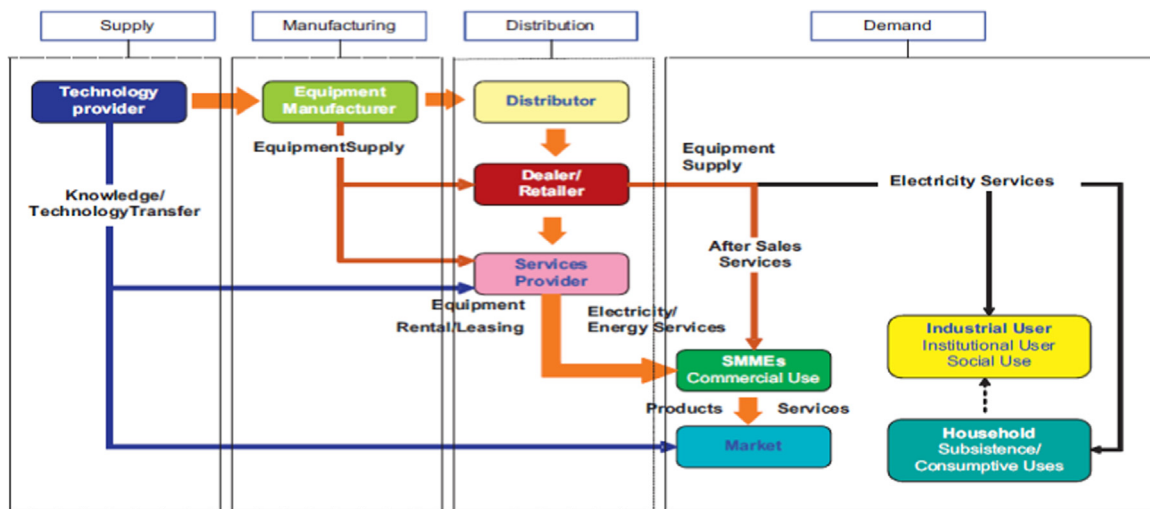 Supply
Manufacturing
Distribution
Demand
Technology
provider
Equipment
Manufacturer
Distributor
EquipmentSupply
Equipment
Supply
Dealer/
Retailer
Electricity Services
Knowledge/
TechnologyTransfer
After Sales
Services
Services
Provider
Equipment
Rental/Leasing
Electricity/
Energy Services
Industrial User
Institutional User
Social Use
SMMEs
Commercial Use
Products
Services
Market
Household
Subsistence/
Consumptive Uses